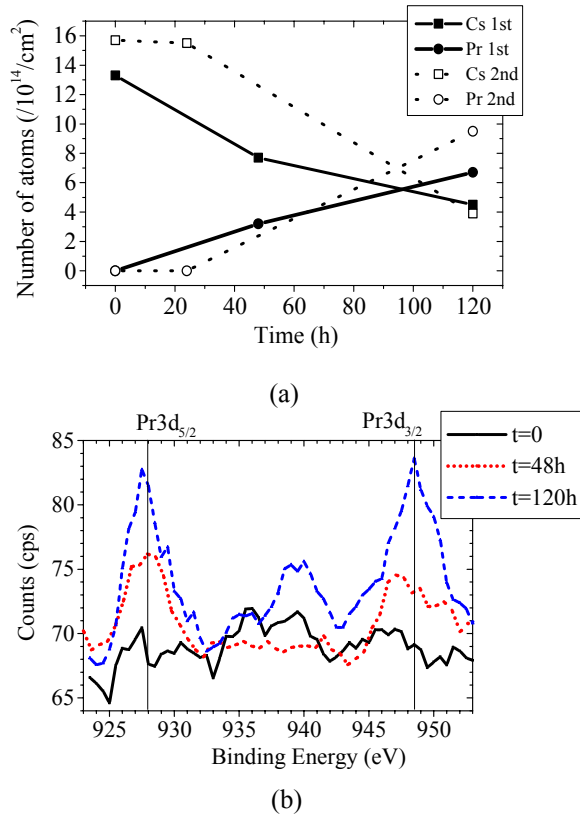 16
14
12
10
8
6
4
2
0
Number of atoms (/10^14/cm^2)
Cs 1st
Pr 1st
Cs 2nd
Pr 2nd
0 20 40 60 80 100 120
Time (h)
(a)
Pr3d_5/2 Pr3d_3/2
85
80
75
70
65
Counts (cps)
t=0
t=48h
t=120h
925 930 935 940 945 950
Binding Energy (eV)
(b)